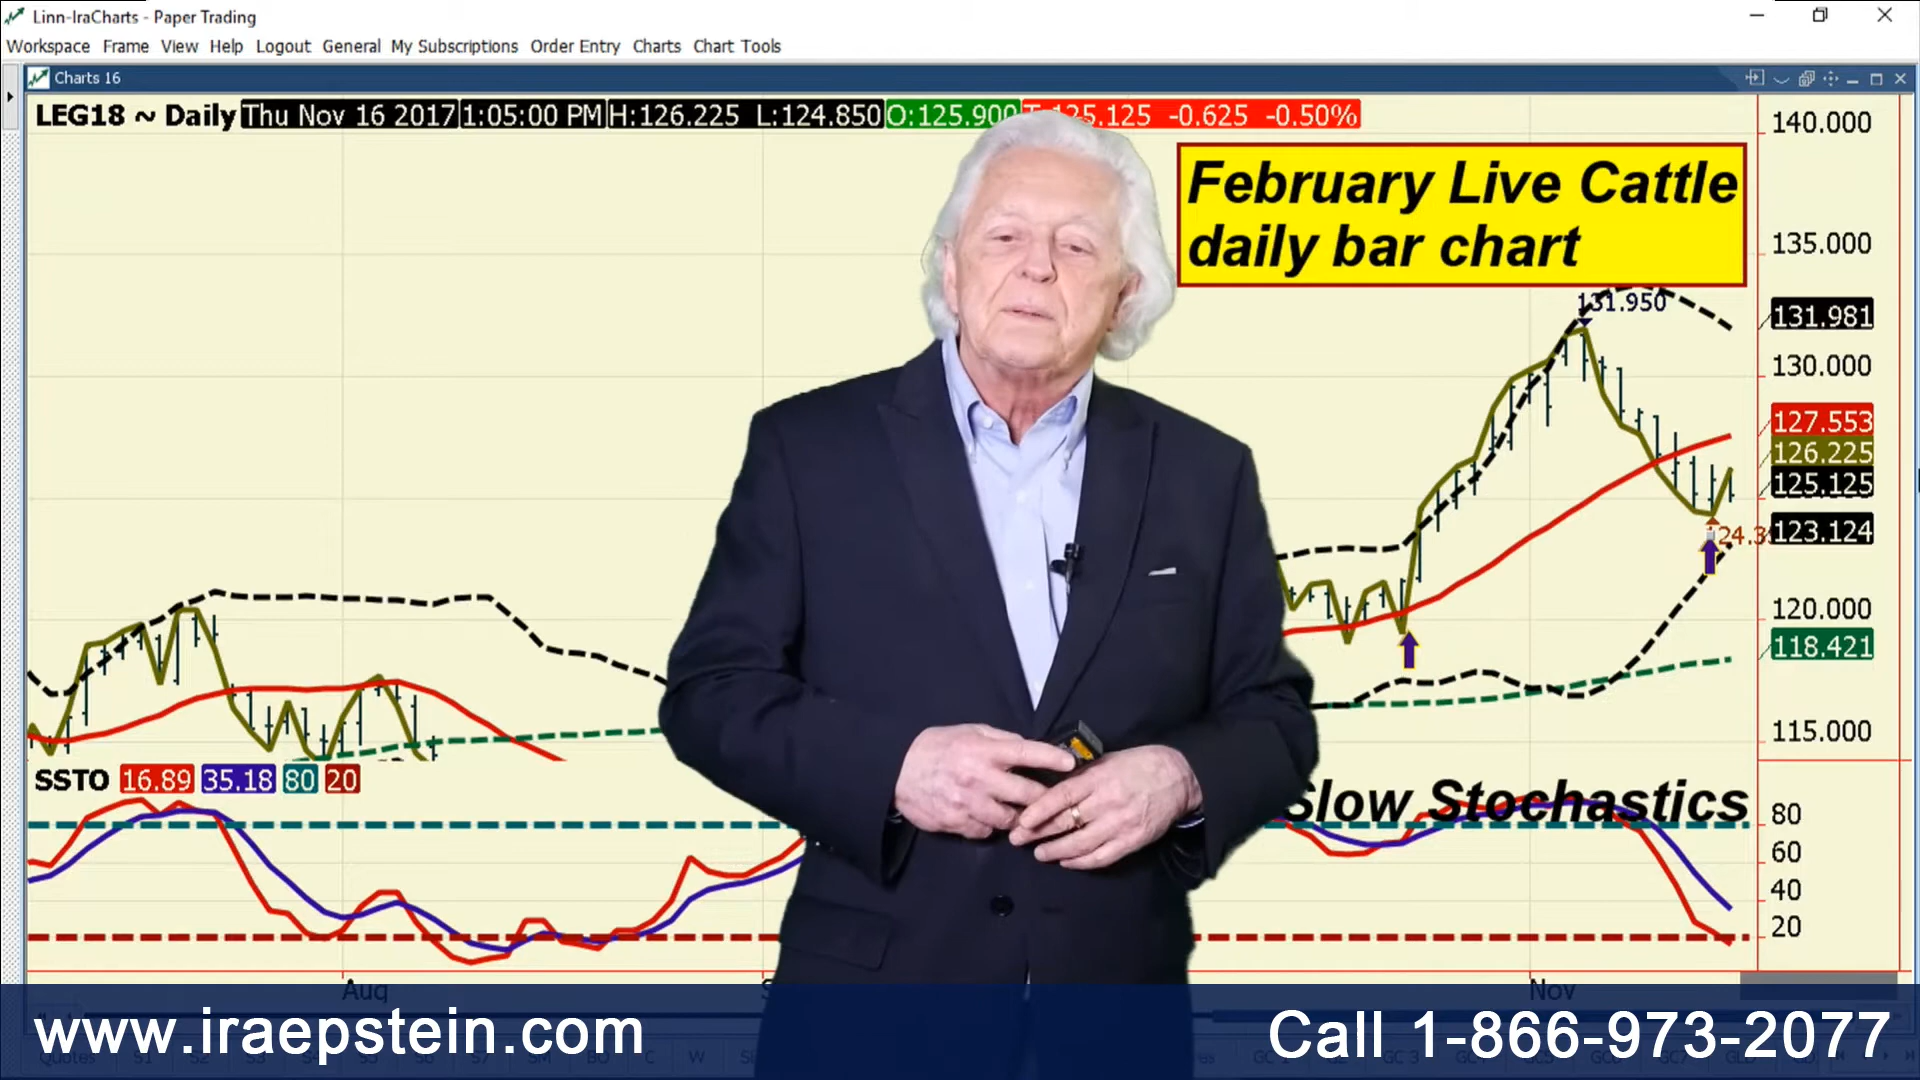 Linn-IraCharts - Paper Trading
Workspace Frame View Help Logout General My Subscriptions Order Entry Charts Chart Tools
Charts 16
LEG18 ~ Daily Thu Nov 16 2017 1:05:00 PM H:126.225 L:124.850 O:125.900 125.125 -0.625 -0.50%
140.000
February Live Cattle
daily bar chart
135.000
131.950
131.981
130.000
127.553
126.225
125.125
123.124
120.000
118.421
115.000
SSTO 16.89 35.18 80 20
Slow Stochastics
80
60
40
20
Aug
Nov
www.iraepstein.com
Call 1-866-973-2077